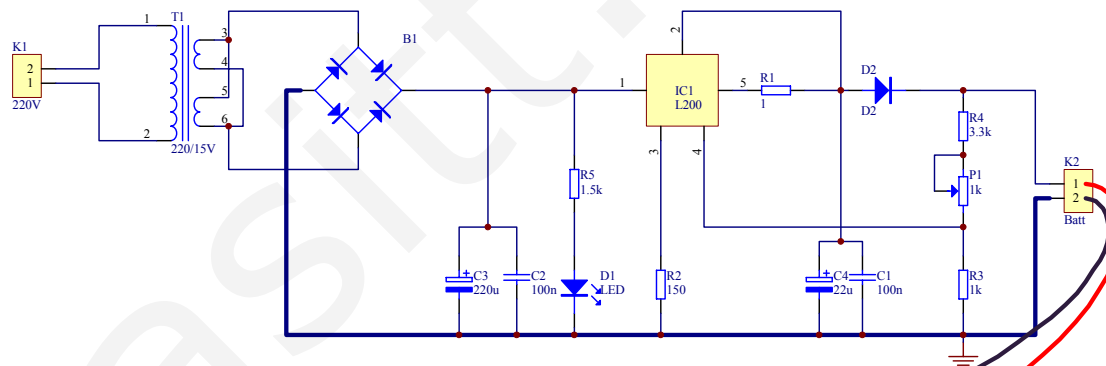 K1
2
1
220V
T1
1
2
3
4
5
6
220/15V
B1
1
2
IC1
L200
3
4
5
R1
1
D2
D2
R4
3.3k
P1
1k
K2
1
2
Batt
R5
1.5k
C3
220u
C2
100n
D1
LED
R2
150
C4
22u
C1
100n
R3
1k
+
+